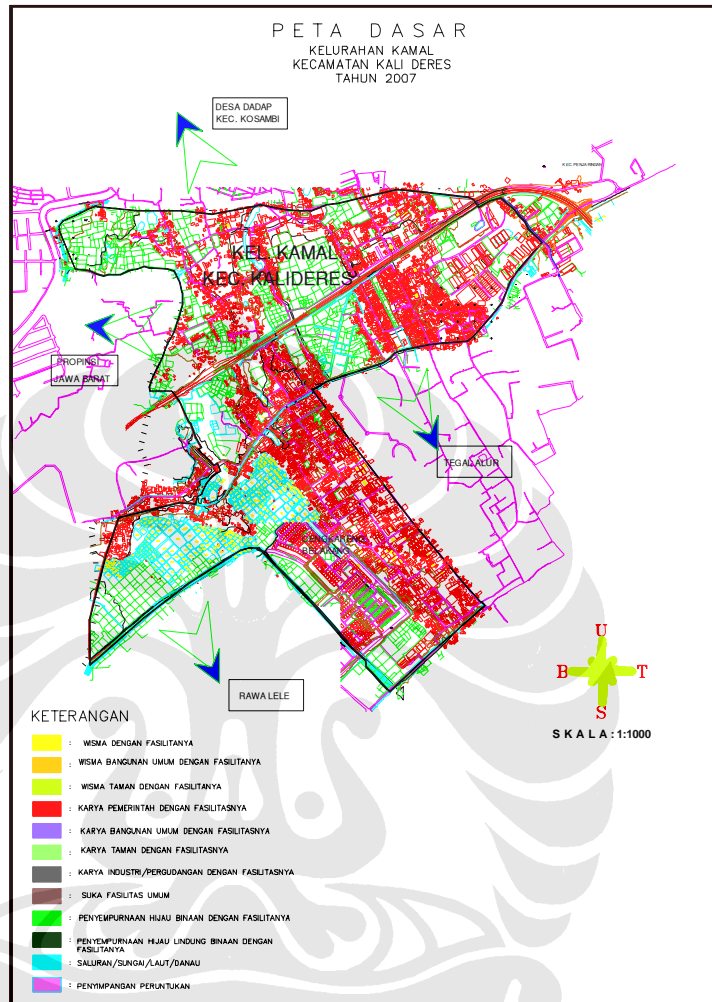 PETA DASAR
KELURAHAN KAMAL
KECAMATAN KALI DERES
TAHUN 2007
DESA DADAP
KEC. KOSAMBI
KEC PENJARINGAN
KEL. KAMAL
KEC. KALIDERES
PROPINSI
JAWA BARAT
TEGAL ALUR
CENGKARENG
BELAKING
RAWA LELE
U
B T
S
SKALA : 1:1000
KETERANGAN
: WISMA DENGAN FASILITANYA
: WISMA BANGUNAN UMUM DENGAN FASILITANYA
: WISMA TAMAN DENGAN FASILITANYA
: KARYA PEMERINTAH DENGAN FASILITASNYA
: KARYA BANGUNAN UMUM DENGAN FASILITASNYA
: KARYA TAMAN DENGAN FASILITASNYA
: KARYA INDUSTRI/PERGUDANGAN DENGAN FASILITASNYA
: SUKA FASILITAS UMUM
: PENYEMPURNAAN HIJAU BINAAN DENGAN FASILITANYA
: PENYEMPURNAAN HIJAU LINDUNG BINAAN DENGAN
FASILITANYA
: SALURAN/SUNGAI/LAUT/DANAU
: PENYIMPANGAN PERUNTUKAN